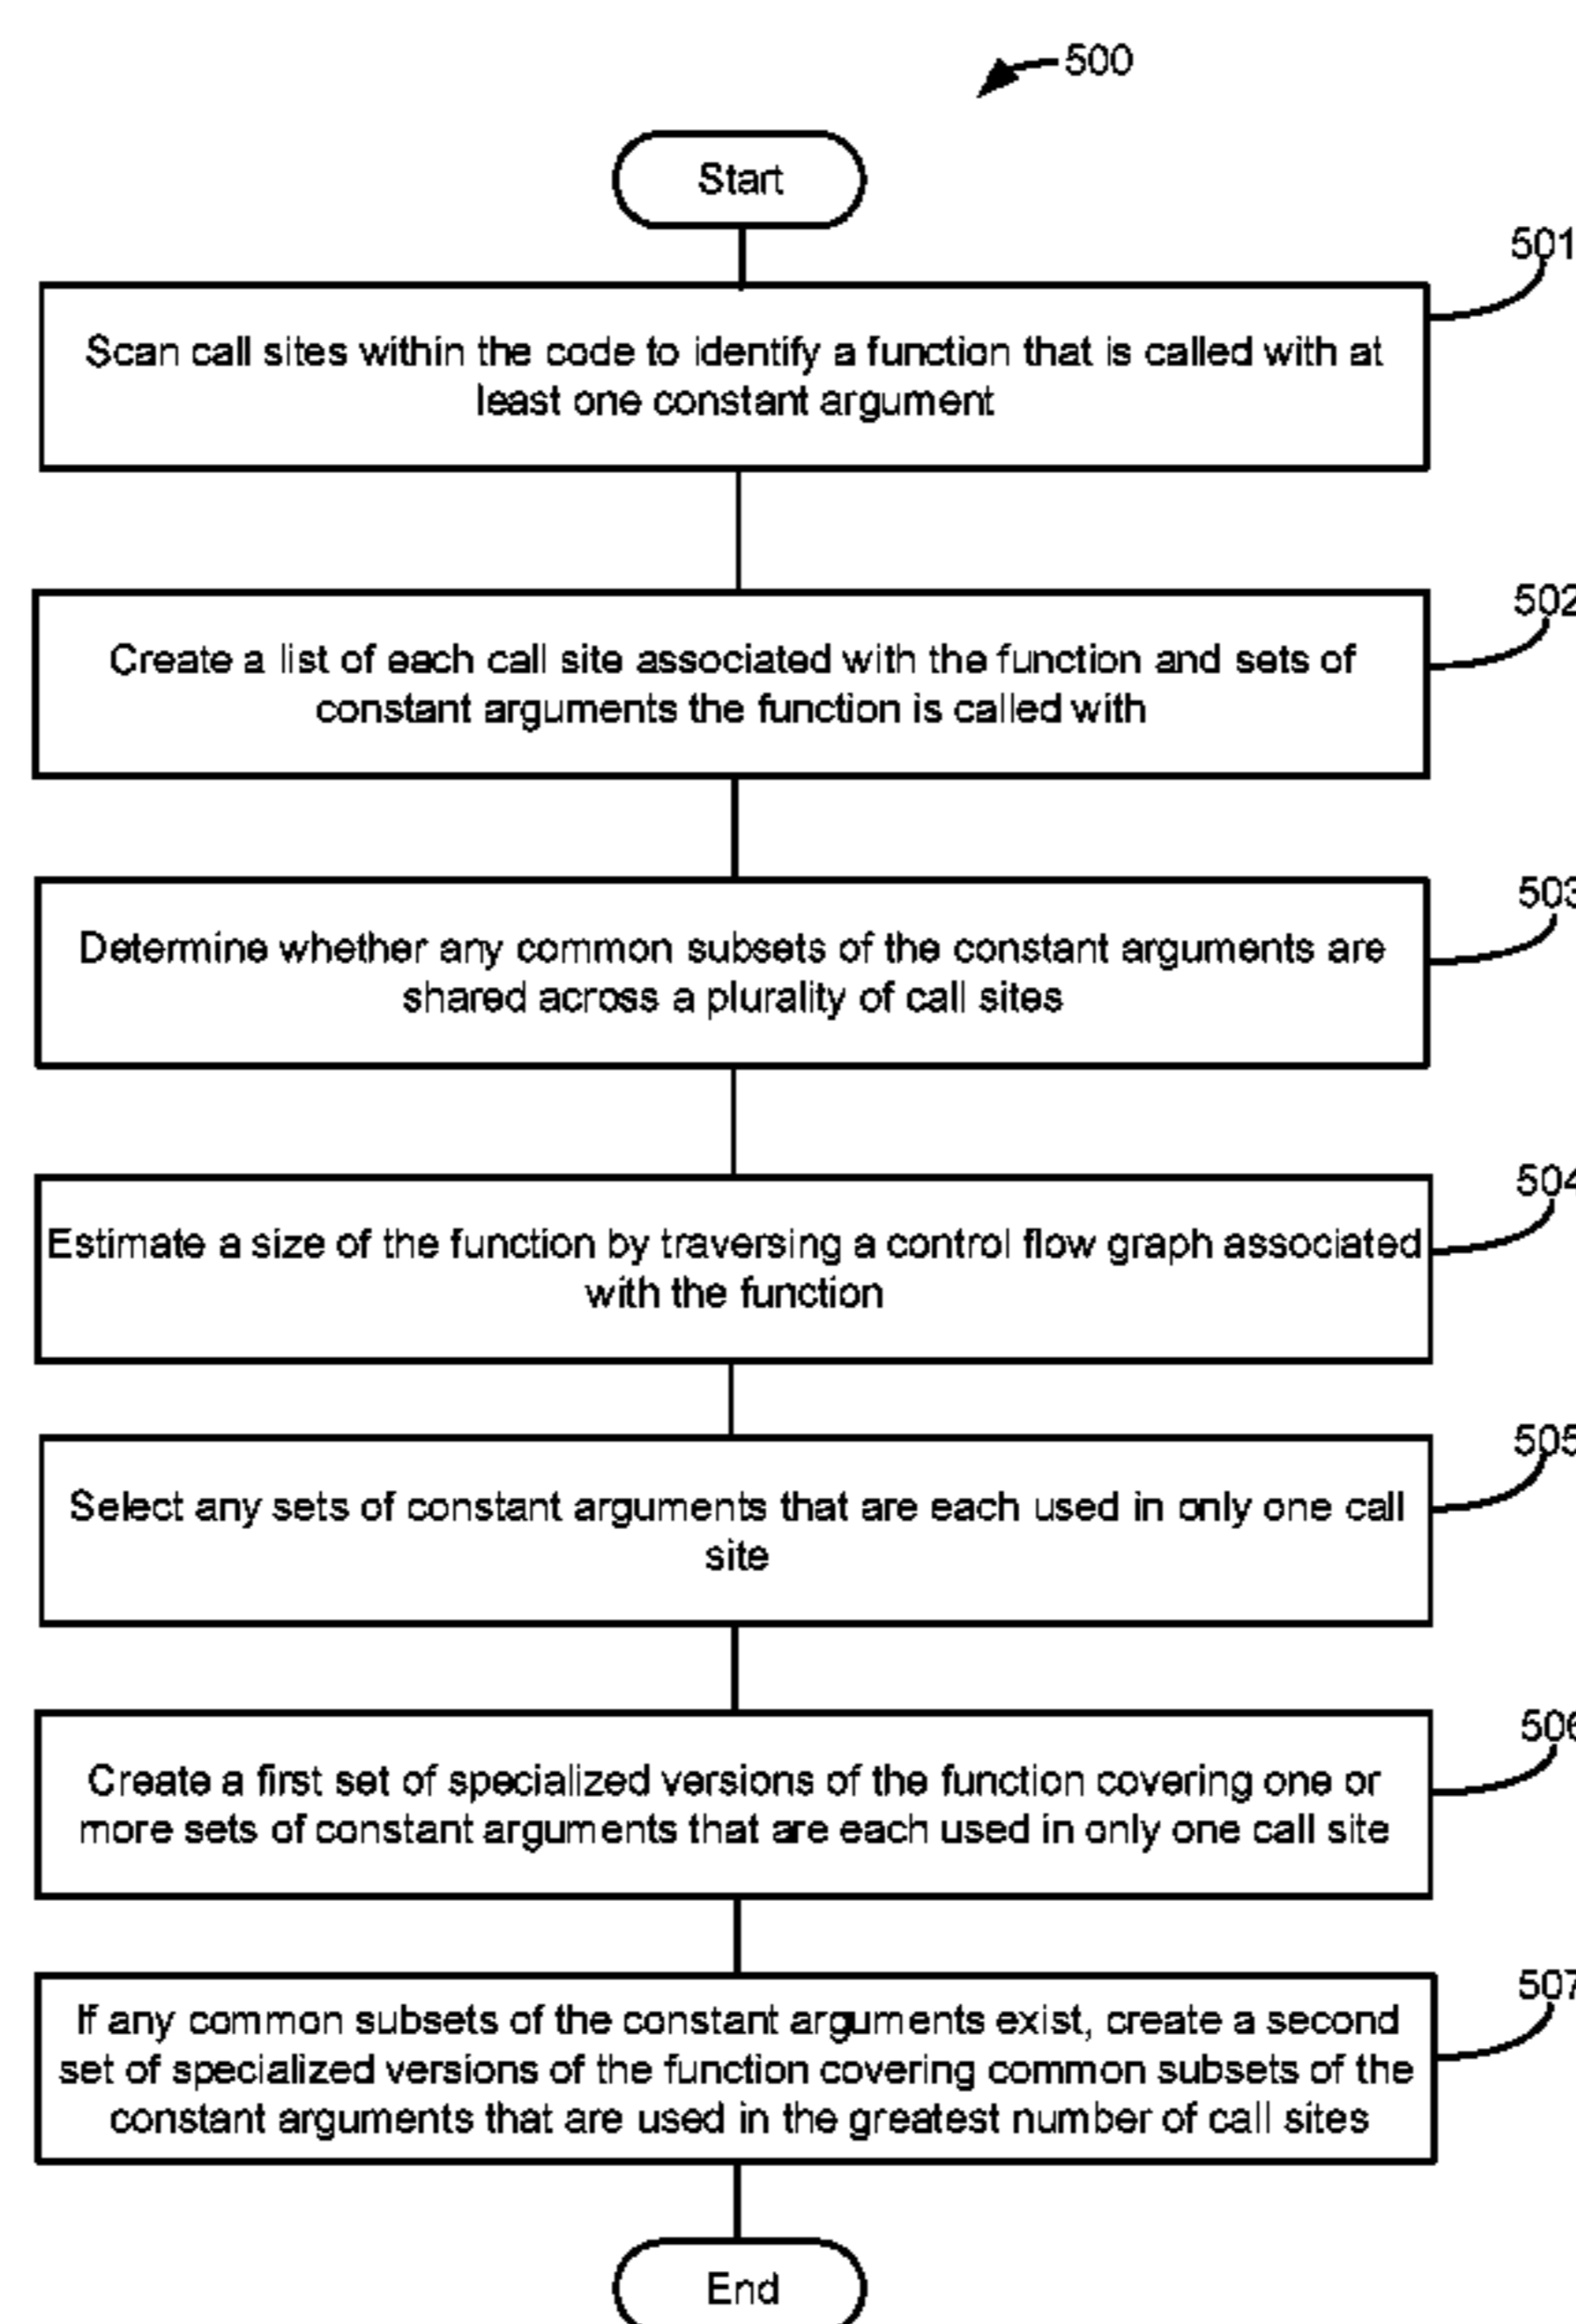 500
Start
501
Scan call sites within the code to identify a function that is called with at
least one constant argument
502
Create a list of each call site associated with the function and sets of
constant arguments the function is called with
503
Determine whether any common subsets of the constant arguments are
shared across a plurality of call sites
504
Estimate a size of the function by traversing a control flow graph associated
with the function
505
Select any sets of constant arguments that are each used in only one call
site
506
Create a first set of specialized versions of the function covering one or
more sets of constant arguments that are each used in only one call site
507
If any common subsets of the constant arguments exist, create a second
set of specialized versions of the function covering common subsets of the
constant arguments that are used in the greatest number of call sites
End